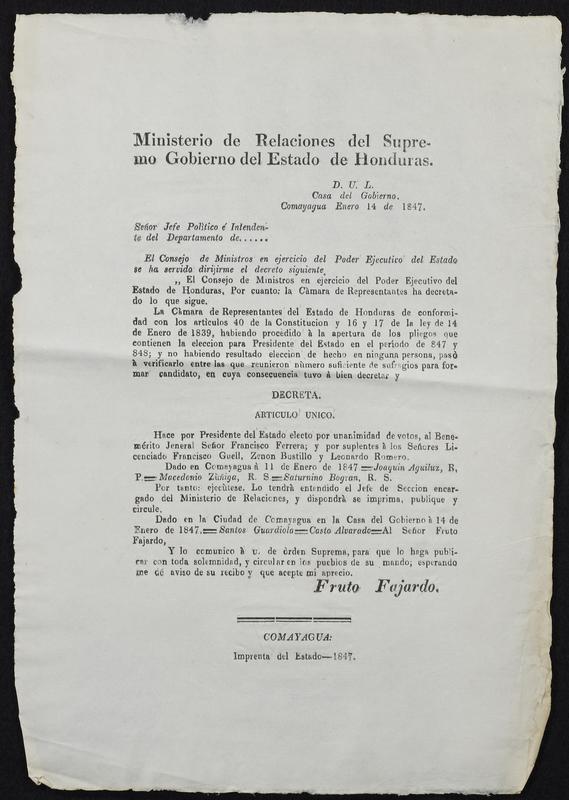 Ministerio de Relaciones del Supre-
mo Gobierno del Estado de Honduras.
D. U. L.
Casa del Gobierno.
Comayagua Enero 14 de 1847.
Señor Jefe Politico é Intenden-
te del Departamento de......
El Consejo de Ministros en ejercicio del Poder Ejecutivo del Estado
se ha servido dirijirme el decreto siguiente.
,, El Consejo de Ministros en ejercicio del Poder Ejecutivo del
Estado de Honduras, Por cuanto: la Càmara de Representantes ha decreta-
do lo que sigue.
La Càmara de Representantes del Estado de Honduras de conformi-
dad con los artículos 40 de la Constitucion y 16 y 17 de la ley de 14
de Enero de 1839, habiendo procedido à la apertura de los pliegos que
contienen la eleccion para Presidente del Estado en el periodo de 847 y
848; y no habiendo resultado eleccion de hecho en ninguna persona, pasò
à verificarlo entre las que reunieron nùmero suficiente de sufragios para for-
mar candidato, en cuya consecuencia tuvo à bien decretar y
DECRETA.
ARTICULO UNICO.
Hace por Presidente del Estado electo por unanimidad de votos, al Bene-
mérito Jeneral Señor Francisco Ferrera; y por suplentes à los Señores Li-
cenciado Francisco Guell, Zenon Bustillo y Leonardo Romero.
Dado en Comayagua à 11 de Enero de 1847=Joaquin Aguiluz, R,
P.=Macedonio Zùñiga, R. S=Saturnino Bogran, R. S.
Por tanto: ejecùtese. Lo tendrà entendido el Jefe de Seccion encar-
gado del Ministerio de Relaciones, y dispondrà se imprima, publique y
circule.
Dado en la Ciudad de Comayagua en la Casa del Gobierno à 14 de
Enero de 1847.=Santos Guardiola=Casto Alvarado=Al Señor Fruto
Fajardo,
Y lo comunico à U. de òrden Suprema, para que lo haga publi-
car con toda solemnidad, y circular en los pueblos de su mando; esperando
me dé aviso de su recibo y que acepte mi aprecio.
Fruto Fajardo.
COMAYAGUA:
Imprenta del Estado—1847.